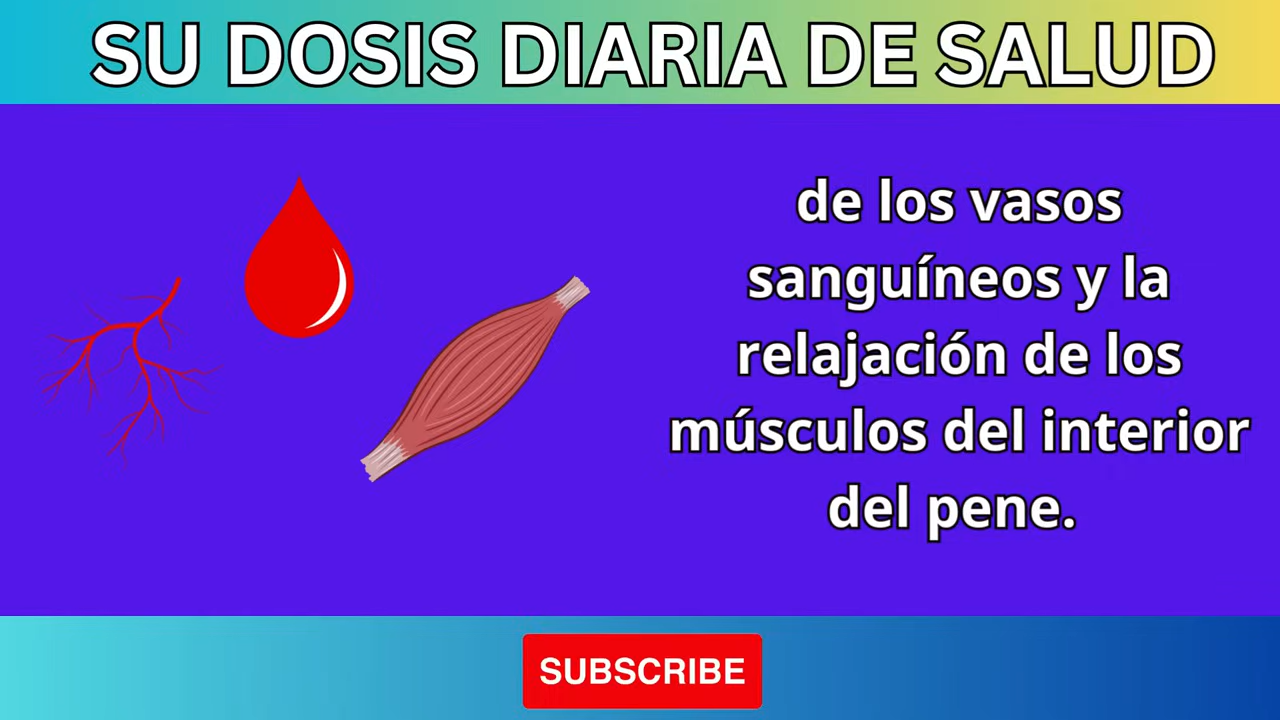 SU DOSIS DIARIA DE SALUD
de los vasos
sanguíneos y la
relajación de los
músculos del interior
del pene.
SUBSCRIBE